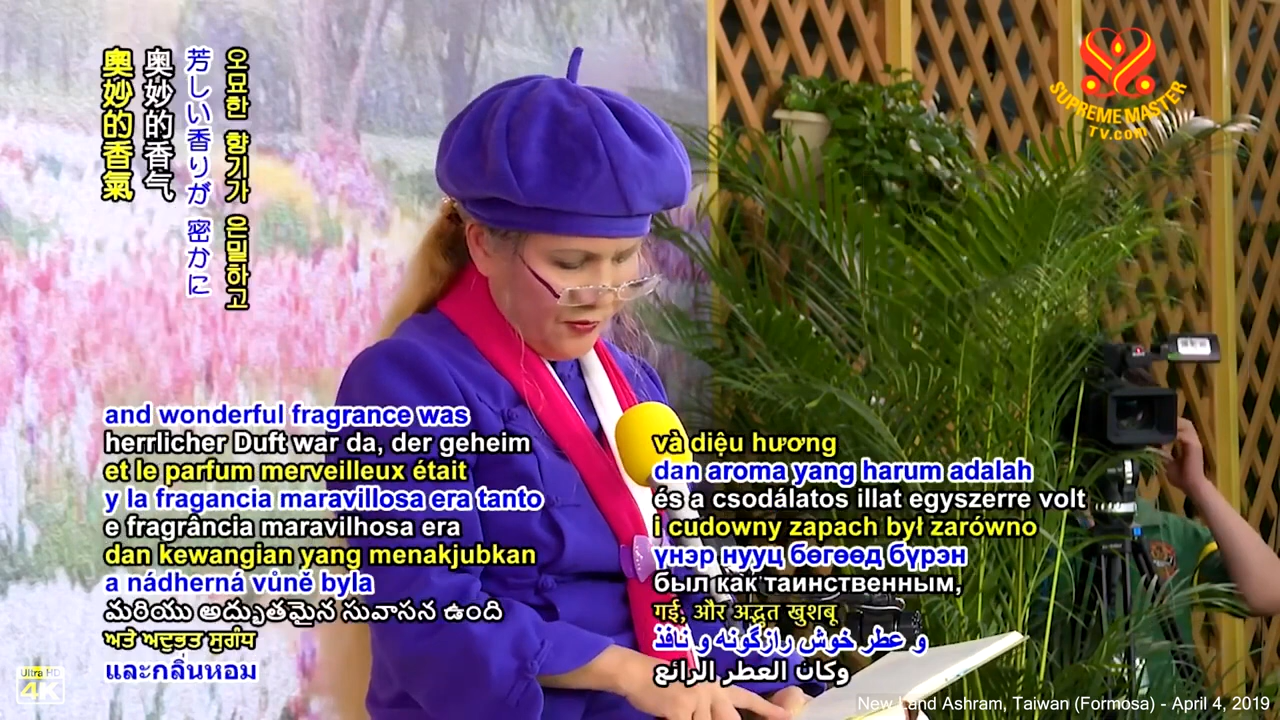 오묘한 향기가 은밀하고
芳しい香りが 密かに
奥妙的香气
奧妙的香氣
SUPREME MASTER
TV.com
and wonderful fragrance was
herrlicher Duft war da, der geheim
et le parfum merveilleux était
y la fragancia maravillosa era tanto
e fragrância maravilhosa era
dan kewangian yang menakjubkan
a nádherná vůně byla
మరియు అద్భుతమైన సువాసన ఉంది
ਅਤੇ ਅਦਭੁਤ ਸੁਗੰਧ
และกลิ่นหอม
và diệu hương
dan aroma yang harum adalah
és a csodálatos illat egyszerre volt
i cudowny zapach był zarówno
үнэр нууц бөгөөд бүрэн
был как таинственным,
गई, और अद्भुत खुशबू
و عطر خوش رازگونه و نافذ
وكان العطر الرائع
Ultra HD
4K
New Land Ashram, Taiwan (Formosa) - April 4, 2019